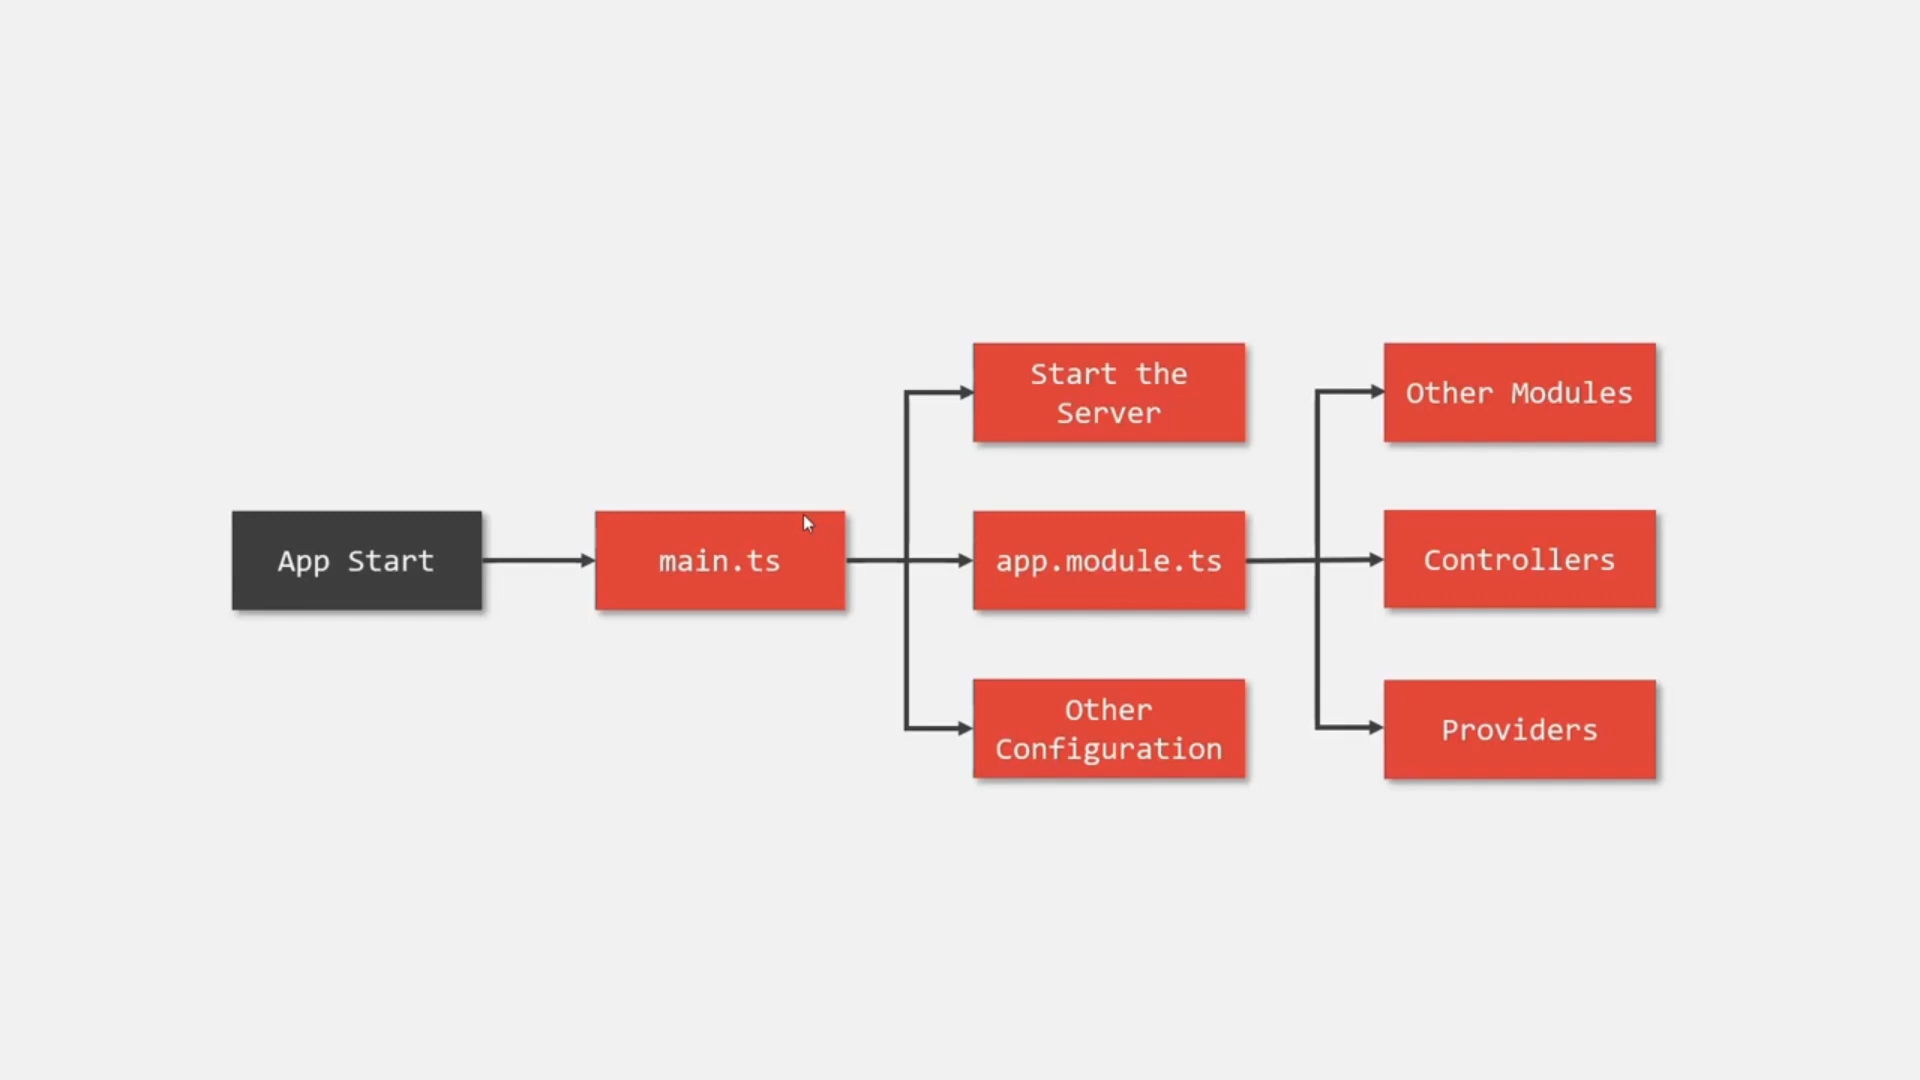 App Start
main.ts
Start the
Server
app.module.ts
Other
Configuration
Other Modules
Controllers
Providers